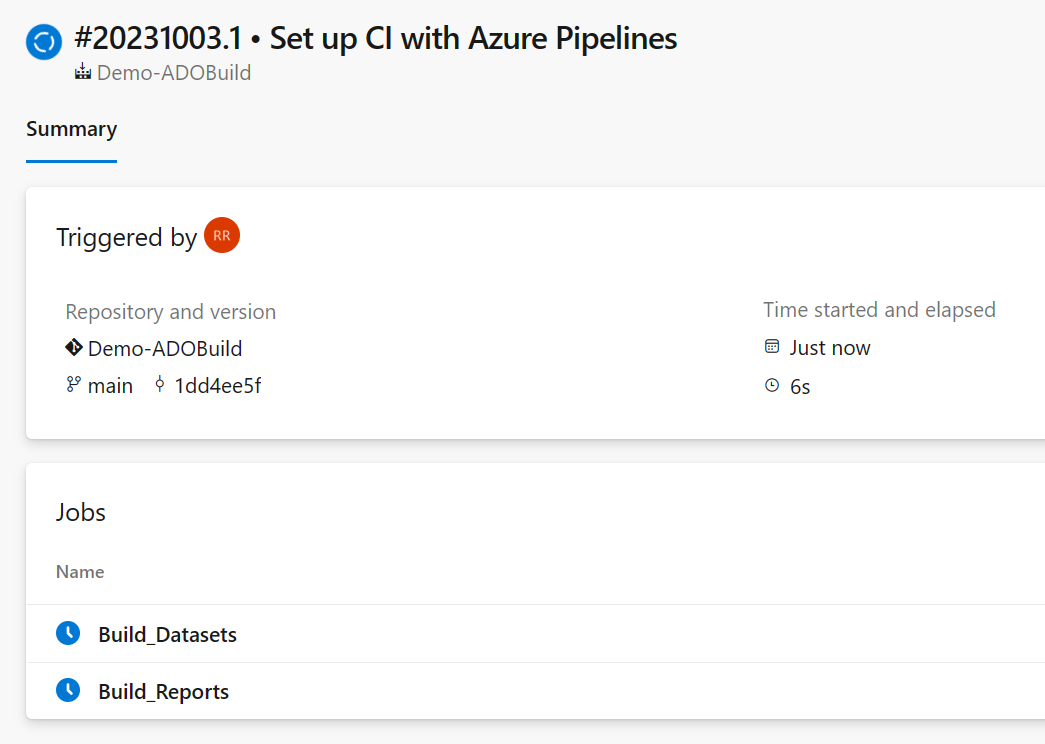 #20231003.1 • Set up CI with Azure Pipelines
Demo-ADOBuild
Summary
Triggered by RR
Repository and version
Demo-ADOBuild
main 1dd4ee5f
Time started and elapsed
Just now
6s
Jobs
Name
Build_Datasets
Build_Reports